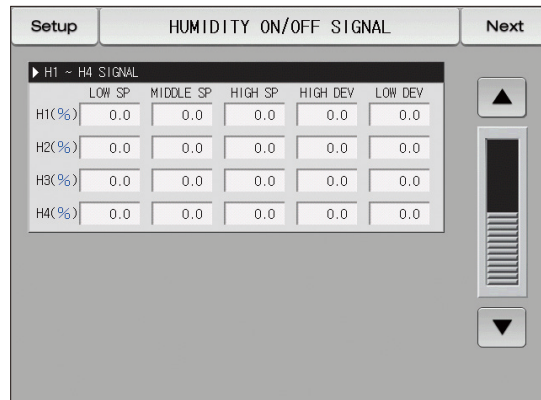 Setup HUMIDITY ON/OFF SIGNAL Next
▶ H1 ~ H4 SIGNAL
LOW SP MIDDLE SP HIGH SP HIGH DEV LOW DEV
H1(%) 0.0 0.0 0.0 0.0 0.0
H2(%) 0.0 0.0 0.0 0.0 0.0
H3(%) 0.0 0.0 0.0 0.0 0.0
H4(%) 0.0 0.0 0.0 0.0 0.0